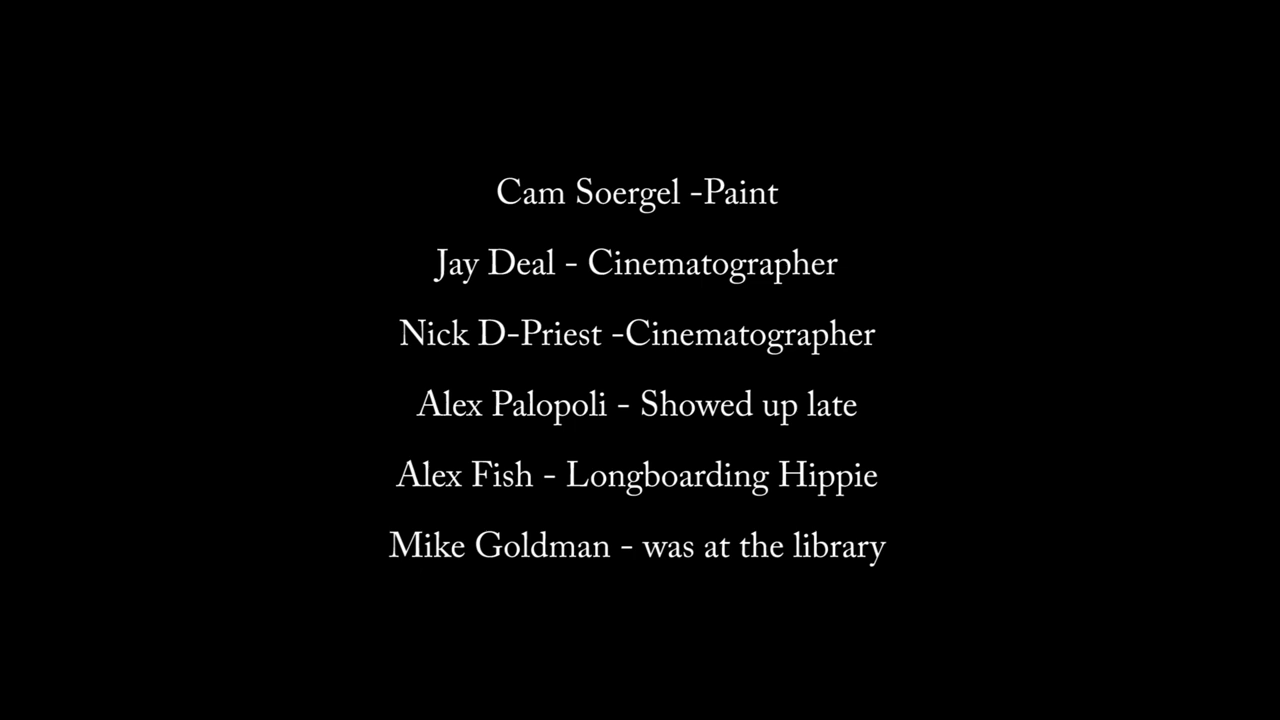 Cam Soergel -Paint
Jay Deal - Cinematographer
Nick D-Priest -Cinematographer
Alex Palopoli - Showed up late
Alex Fish - Longboarding Hippie
Mike Goldman - was at the library